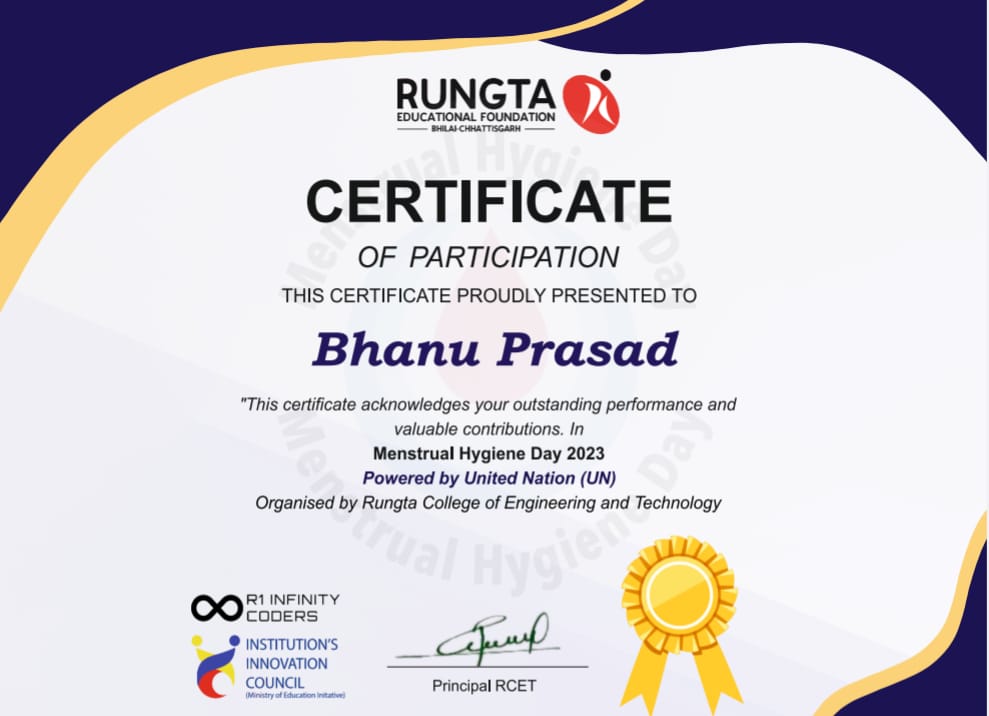 RUNGTA
EDUCATIONAL FOUNDATION
BHILAI-CHHATTISGARH
Menstrual Hygiene Day
CERTIFICATE
OF PARTICIPATION
THIS CERTIFICATE PROUDLY PRESENTED TO
Bhanu Prasad
"This certificate acknowledges your outstanding performance and
valuable contributions. In
Menstrual Hygiene Day 2023
Powered by United Nation (UN)
Organised by Rungta College of Engineering and Technology
Menstrual Hygiene Day
R1 INFINITY
CODERS
INSTITUTION'S
INNOVATION
COUNCIL
(Ministry of Education Initiative)
Principal RCET